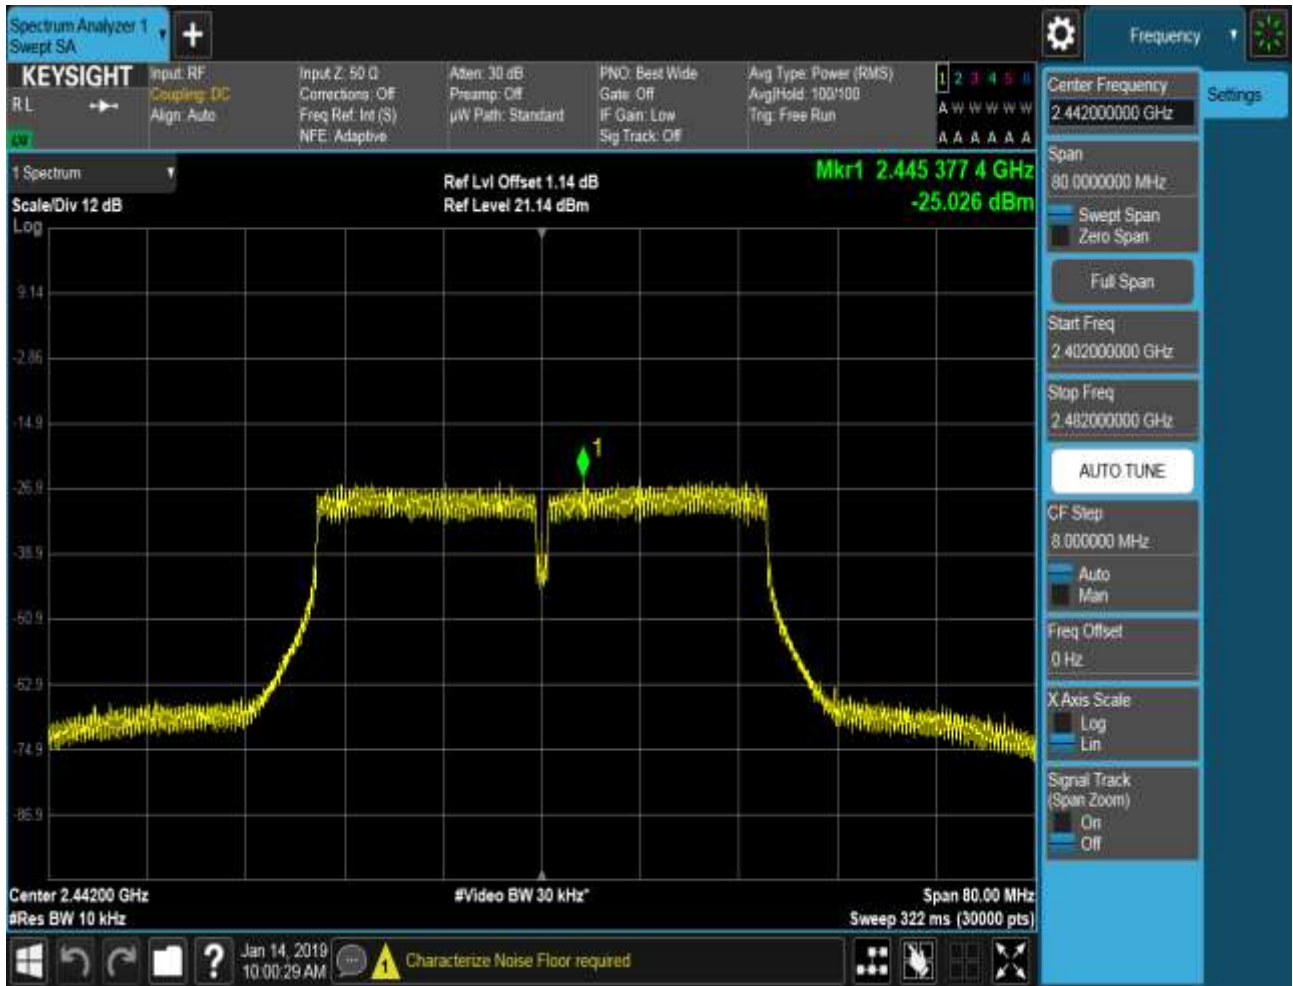 Spectrum Analyzer 1
Swept SA
+
Frequency
KEYSIGHT
RL
LXI
Input: RF
Coupling: DC
Align: Auto
Input Z: 50 Ω
Corrections: Off
Freq Ref: Int (S)
NFE: Adaptive
Atten: 30 dB
Preamp: Off
µW Path: Standard
PNO: Best Wide
Gate: Off
IF Gain: Low
Sig Track: Off
Avg Type: Power (RMS)
Avg|Hold: 100/100
Trig: Free Run
1 2 3 4 5 6
A W W W W W
A A A A A A
1 Spectrum
Scale/Div 12 dB
Ref Lvl Offset 1.14 dB
Ref Level 21.14 dBm
Mkr1 2.445 377 4 GHz
-25.026 dBm
Log
9.14
-2.86
-14.9
-26.9
-38.9
-50.9
-62.9
-74.9
-86.9
1
Center 2.44200 GHz
#Res BW 10 kHz
#Video BW 30 kHz*
Span 80.00 MHz
Sweep 322 ms (30000 pts)
Center Frequency
2.442000000 GHz
Settings
Span
80.0000000 MHz
Swept Span
Zero Span
Full Span
Start Freq
2.402000000 GHz
Stop Freq
2.482000000 GHz
AUTO TUNE
CF Step
8.000000 MHz
Auto
Man
Freq Offset
0 Hz
X Axis Scale
Log
Lin
Signal Track
(Span Zoom)
On
Off
?
Jan 14, 2019
10:00:29 AM
1
Characterize Noise Floor required